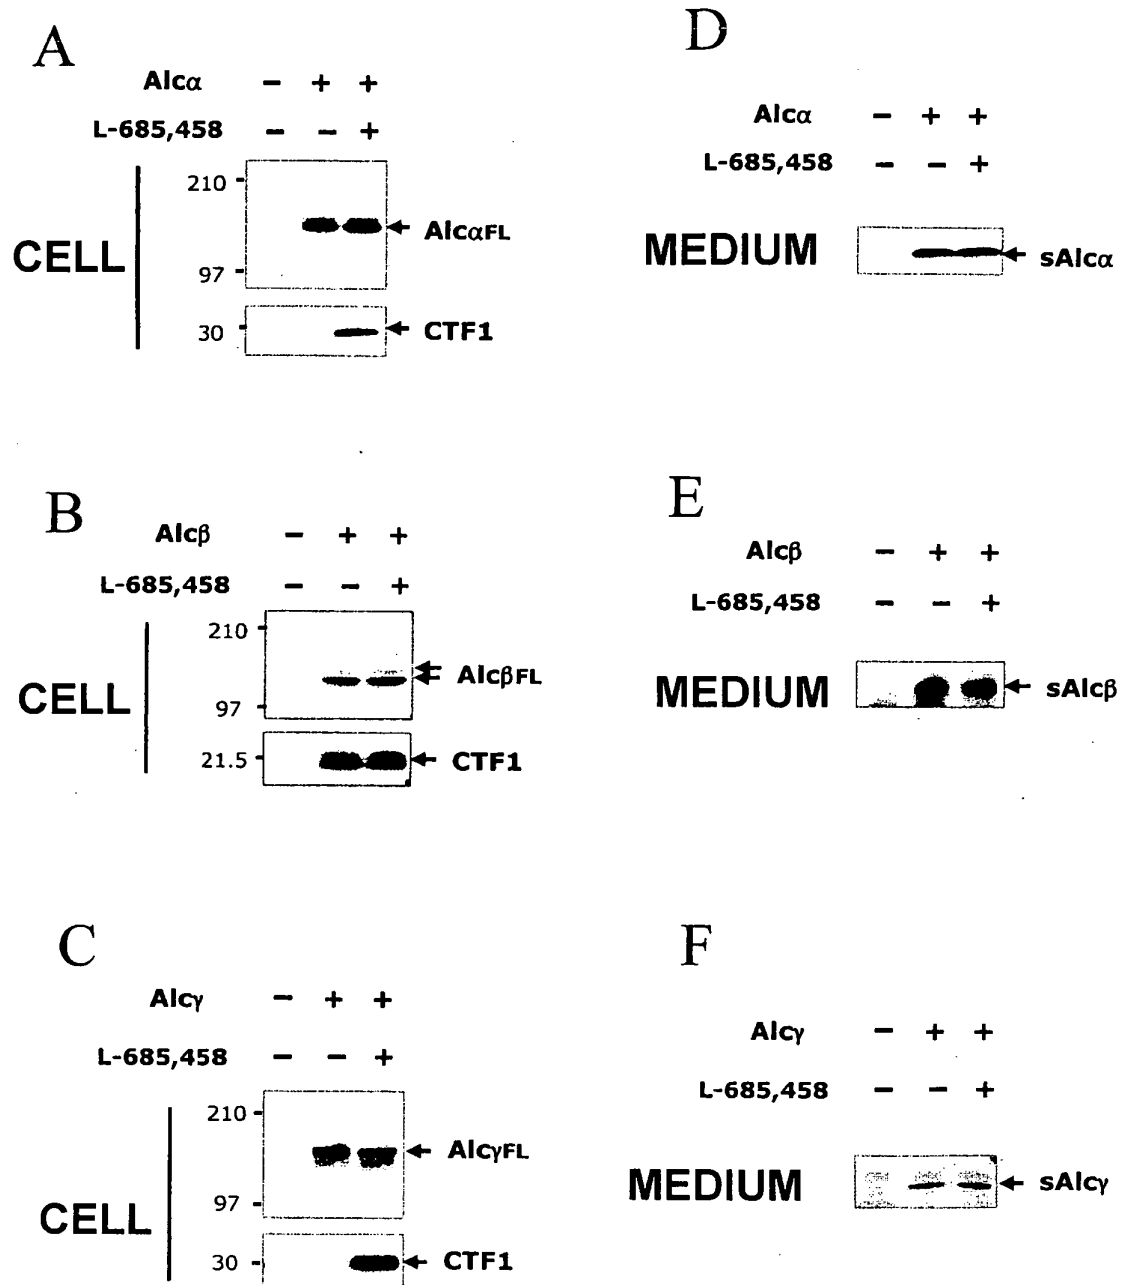 A
Alcα − + +
L-685,458 − − +
210
AlcαFL
CELL
97
30
CTF1
D
Alcα − + +
L-685,458 − − +
MEDIUM
sAlcα
B
Alcβ − + +
L-685,458 − − +
210
AlcβFL
CELL
97
21.5
CTF1
E
Alcβ − + +
L-685,458 − − +
MEDIUM
sAlcβ
C
Alcγ − + +
L-685,458 − − +
210
AlcγFL
97
CELL
30
CTF1
F
Alcγ − + +
L-685,458 − − +
MEDIUM
sAlcγ